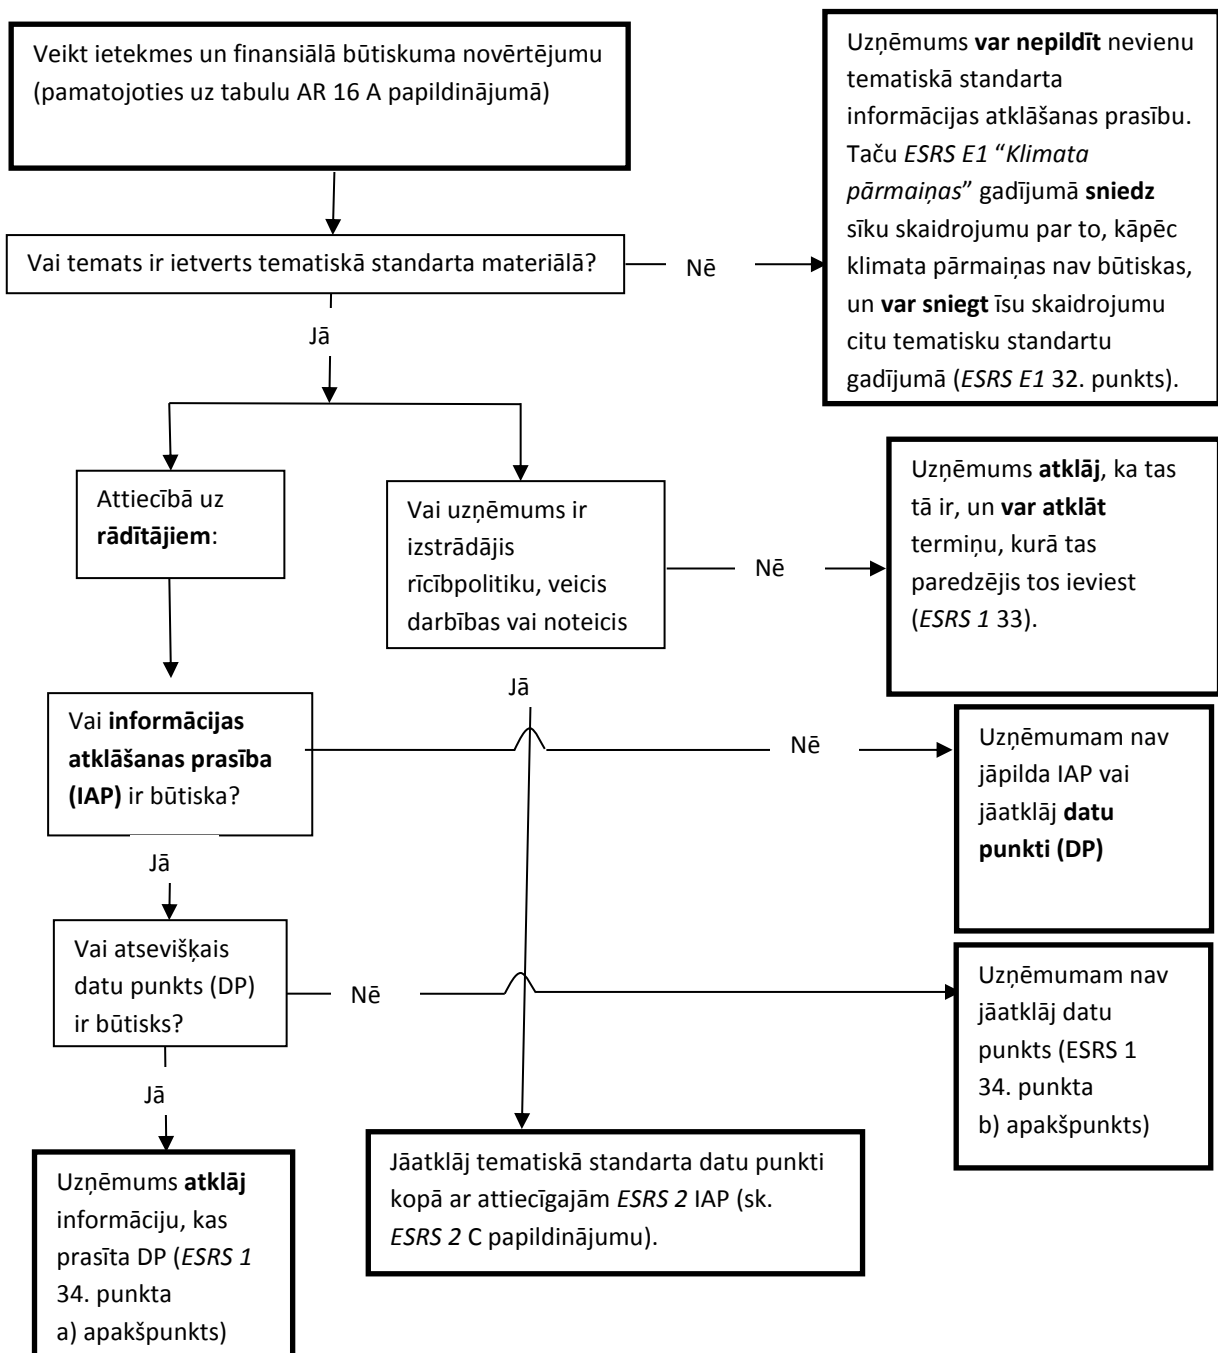 Veikt ietekmes un finansiālā būtiskuma novērtējumu
(pamatojoties uz tabulu AR 16 A papildinājumā)
Uzņēmums var nepildīt nevienu
tematiskā standarta
informācijas atklāšanas prasību.
Taču ESRS E1 “Klimata
pārmaiņas” gadījumā sniedz
sīku skaidrojumu par to, kāpēc
klimata pārmaiņas nav būtiskas,
un var sniegt īsu skaidrojumu
citu tematisku standartu
gadījumā (ESRS E1 32. punkts).
Vai temats ir ietverts tematiskā standarta materiālā?
Nē
Jā
Attiecībā uz
rādītājiem:
Vai uzņēmums ir
izstrādājis
rīcībpolitiku, veicis
darbības vai noteicis
Nē
Uzņēmums atklāj, ka tas
tā ir, un var atklāt
termiņu, kurā tas
paredzējis tos ieviest
(ESRS 1 33).
Jā
Vai informācijas
atklāšanas prasība
(IAP) ir būtiska?
Nē
Uzņēmumam nav
jāpilda IAP vai
jāatklāj datu
punkti (DP)
Jā
Vai atsevišķais
datu punkts (DP)
ir būtisks?
Nē
Uzņēmumam nav
jāatklāj datu
punkts (ESRS 1
34. punkta
b) apakšpunkts)
Jā
Uzņēmums atklāj
informāciju, kas
prasīta DP (ESRS 1
34. punkta
a) apakšpunkts)
Jāatklāj tematiskā standarta datu punkti
kopā ar attiecīgajām ESRS 2 IAP (sk.
ESRS 2 C papildinājumu).